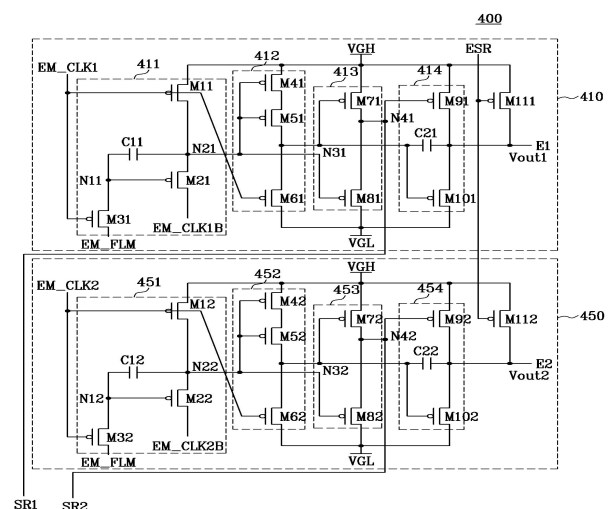 400
VGH
ESR
EM_CLK1
411
412
413
414
M11
M41
M71
M91
M111
410
M51
N41
C11
C21
E1
N21
N31
Vout1
N11
M21
M61
M81
M101
M31
EM_CLK1B
EM_FLM
VGL
VGH
EM_CLK2
451
452
453
454
M12
M42
M72
M92
M112
450
M52
N42
C12
C22
E2
N22
N32
Vout2
N12
M22
M62
M82
M102
M32
EM_CLK2B
EM_FLM
VGL
SR1
SR2